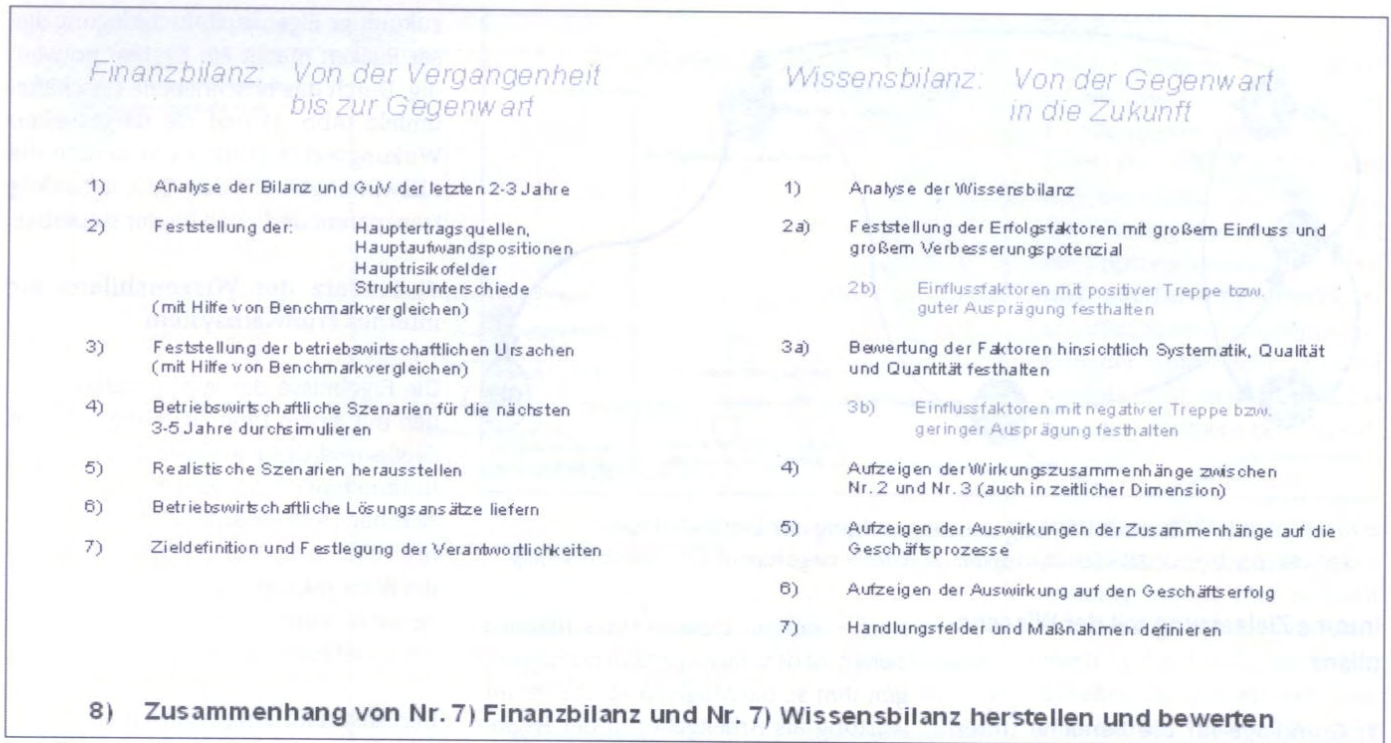 Finanzbilanz: Von der Vergangenheit
bis zur Gegenwart
1) Analyse der Bilanz und GuV der letzten 2-3 Jahre
2) Feststellung der: Hauptertragsquellen,
Hauptaufwandspositionen
Hauptrisikofelder
Strukturunterschiede
(mit Hilfe von Benchmarkvergleichen)
3) Feststellung der betriebswirtschaftlichen Ursachen
(mit Hilfe von Benchmarkvergleichen)
4) Betriebswirtschaftliche Szenarien für die nächsten
3-5 Jahre durchsimulieren
5) Realistische Szenarien herausstellen
6) Betriebswirtschaftliche Lösungsansätze liefern
7) Zieldefinition und Festlegung der Verantwortlichkeiten
Wissensbilanz: Von der Gegenwart
in die Zukunft
1) Analyse der Wissensbilanz
2a) Feststellung der Erfolgsfaktoren mit großem Einfluss und
großem Verbesserungspotenzial
2b) Einflussfaktoren mit positiver Treppe bzw.
guter Ausprägung festhalten
3a) Bewertung der Faktoren hinsichtlich Systematik, Qualität
und Quantität festhalten
3b) Einflussfaktoren mit negativer Treppe bzw.
geringer Ausprägung festhalten
4) Aufzeigen der Wirkungszusammenhänge zwischen
Nr. 2 und Nr. 3 (auch in zeitlicher Dimension)
5) Aufzeigen der Auswirkungen der Zusammenhänge auf die
Geschäftsprozesse
6) Aufzeigen der Auswirkung auf den Geschäftserfolg
7) Handlungsfelder und Maßnahmen definieren
8) Zusammenhang von Nr. 7) Finanzbilanz und Nr. 7) Wissensbilanz herstellen und bewerten